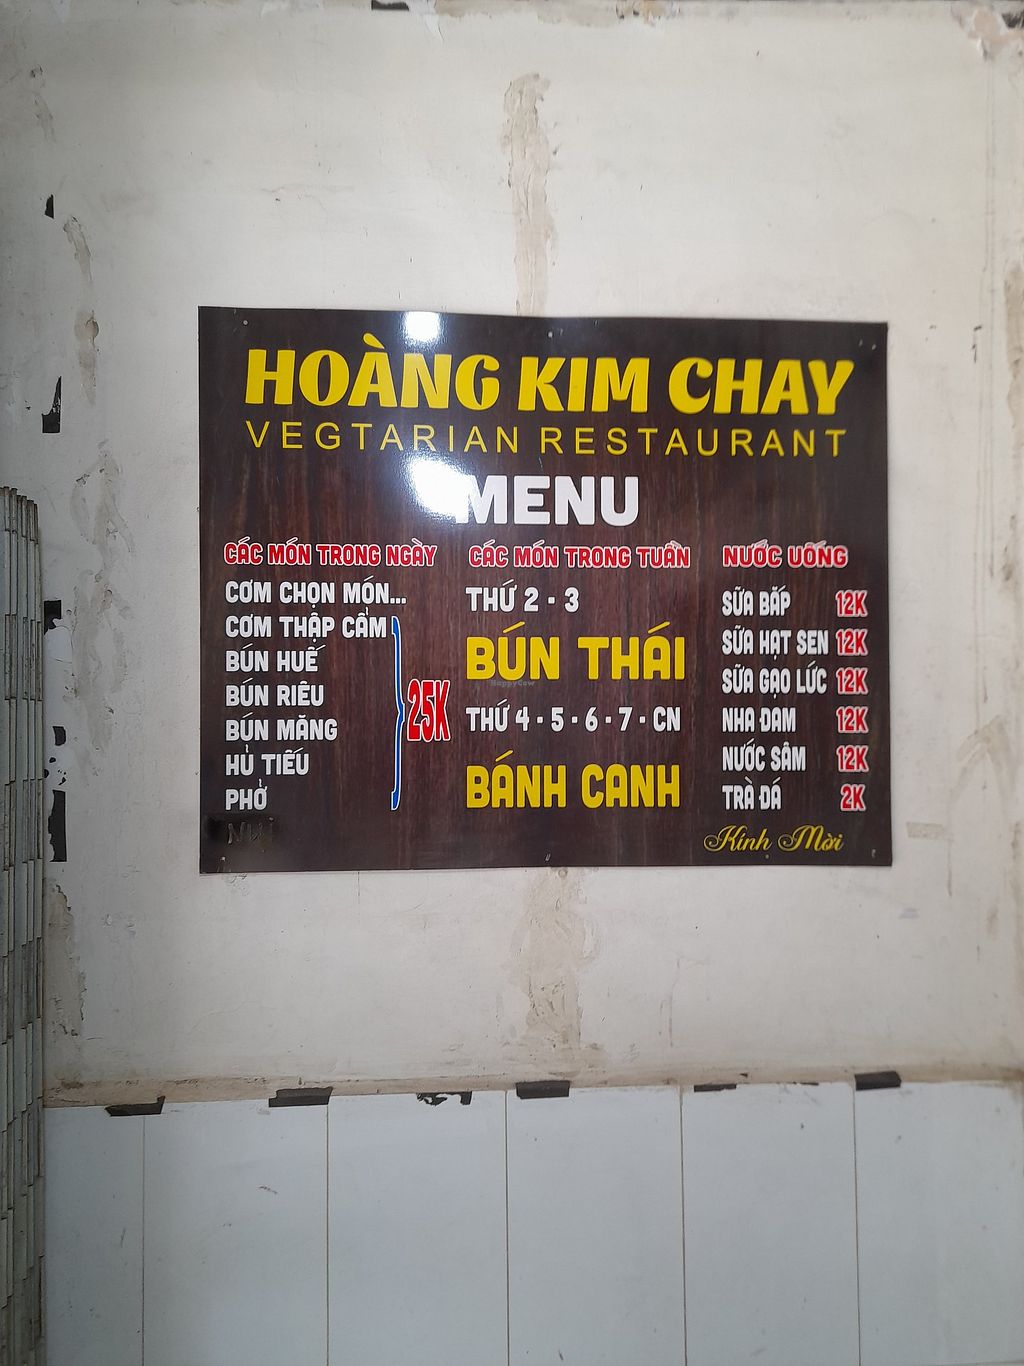 HOÀNG KIM CHAY
VEGTARIAN RESTAURANT
MENU
CÁC MÓN TRONG NGÀY
CƠM CHỌN MÓN...
CƠM THẬP CẨM
BÚN HUẾ
BÚN RIÊU
BÚN MĂNG
HỦ TIẾU
PHỞ
25K
CÁC MÓN TRONG TUẦN
THỨ 2 - 3
BÚN THÁI
HappyCow
THỨ 4 - 5 - 6 - 7 - CN
BÁNH CANH
NƯỚC UỐNG
SỮA BẮP 12K
SỮA HẠT SEN 12K
SỮA GẠO LỨC 12K
NHA ĐAM 12K
NƯỚC SÂM 12K
TRÀ ĐÁ 2K
Kính Mời